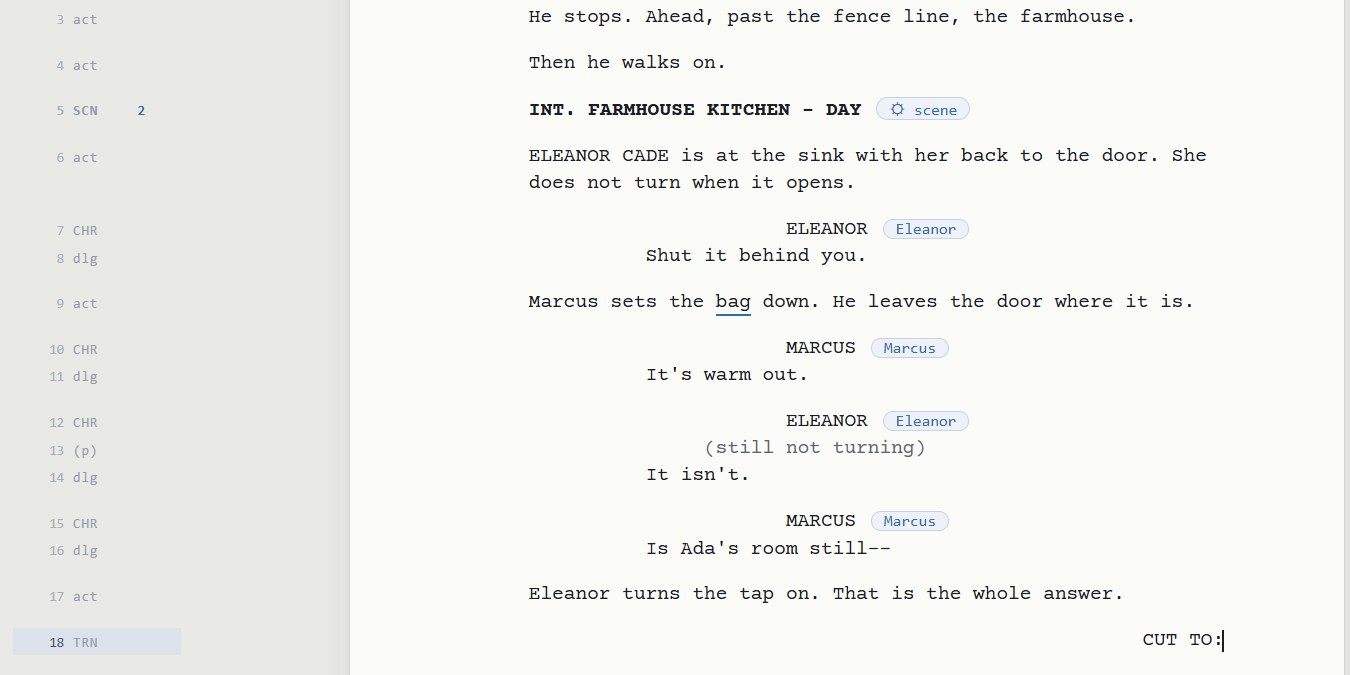 3 act He stops. Ahead, past the fence line, the farmhouse.
4 act Then he walks on.
5 SCN 2 INT. FARMHOUSE KITCHEN - DAY scene
6 act ELEANOR CADE is at the sink with her back to the door. She
does not turn when it opens.
7 CHR ELEANOR Eleanor
8 dlg Shut it behind you.
9 act Marcus sets the bag down. He leaves the door where it is.
10 CHR MARCUS Marcus
11 dlg It's warm out.
12 CHR ELEANOR Eleanor
13 (p) (still not turning)
14 dlg It isn't.
15 CHR MARCUS Marcus
16 dlg Is Ada's room still--
17 act Eleanor turns the tap on. That is the whole answer.
18 TRN CUT TO: